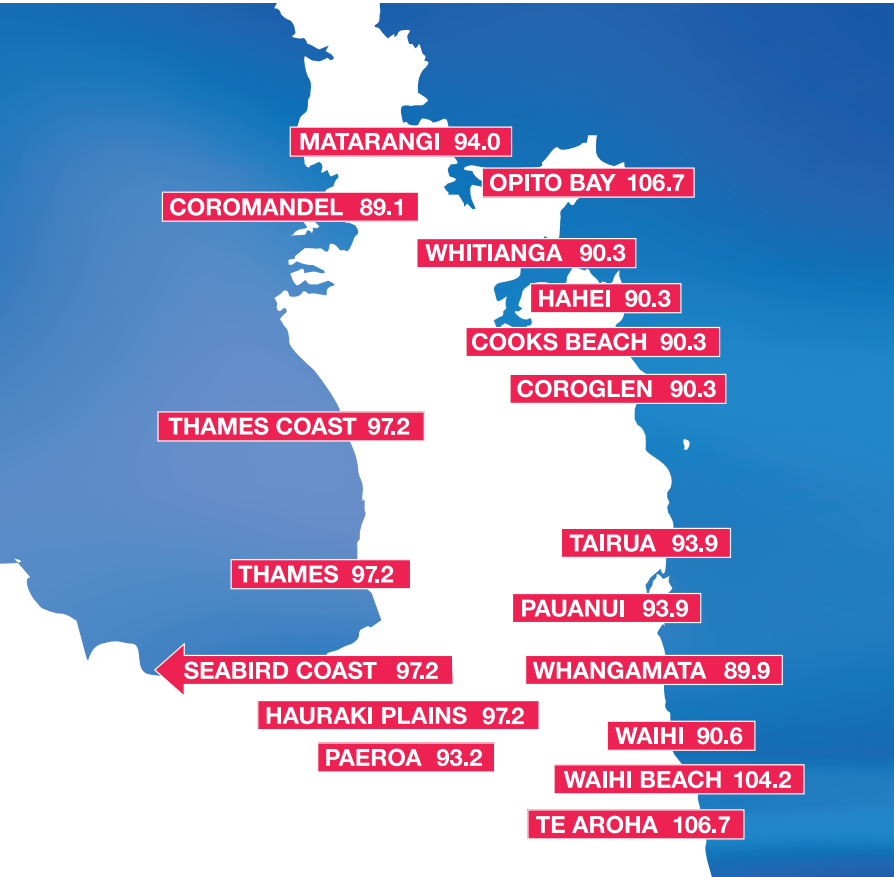 MATARANGI 94.0
OPITO BAY 106.7
COROMANDEL 89.1
WHITIANGA 90.3
HAHEI 90.3
COOKS BEACH 90.3
COROGLEN 90.3
THAMES COAST 97.2
TAIRUA 93.9
THAMES 97.2
PAUANUI 93.9
SEABIRD COAST 97.2
WHANGAMATA 89.9
HAURAKI PLAINS 97.2
WAIHI 90.6
PAEROA 93.2
WAIHI BEACH 104.2
TE AROHA 106.7